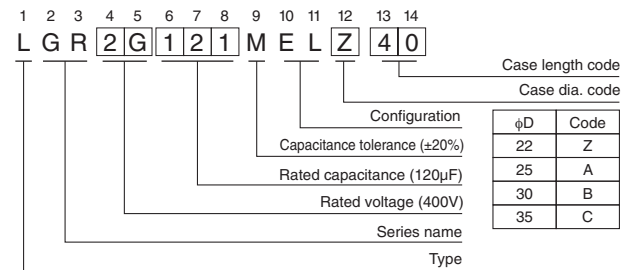 1 2 3 4 5 6 7 8 9 10 11 12 13 14
L G R 2 G 1 2 1 M E L Z 4 0
Case length code
Case dia. code
Configuration
Capacitance tolerance (±20%)
Rated capacitance (120µF)
Rated voltage (400V)
Series name
Type
ϕD Code
22 Z
25 A
30 B
35 C